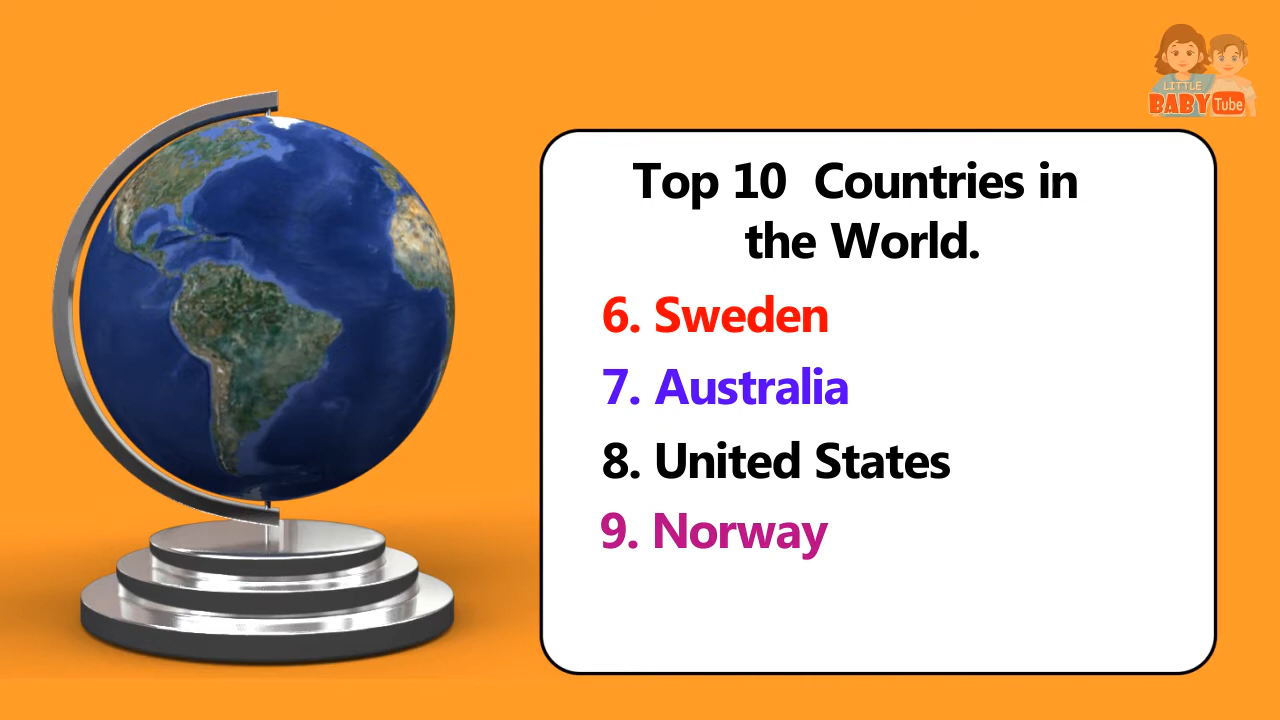 LITTLE
BABY Tube
Top 10  Countries in
the World.
6. Sweden
7. Australia
8. United States
9. Norway